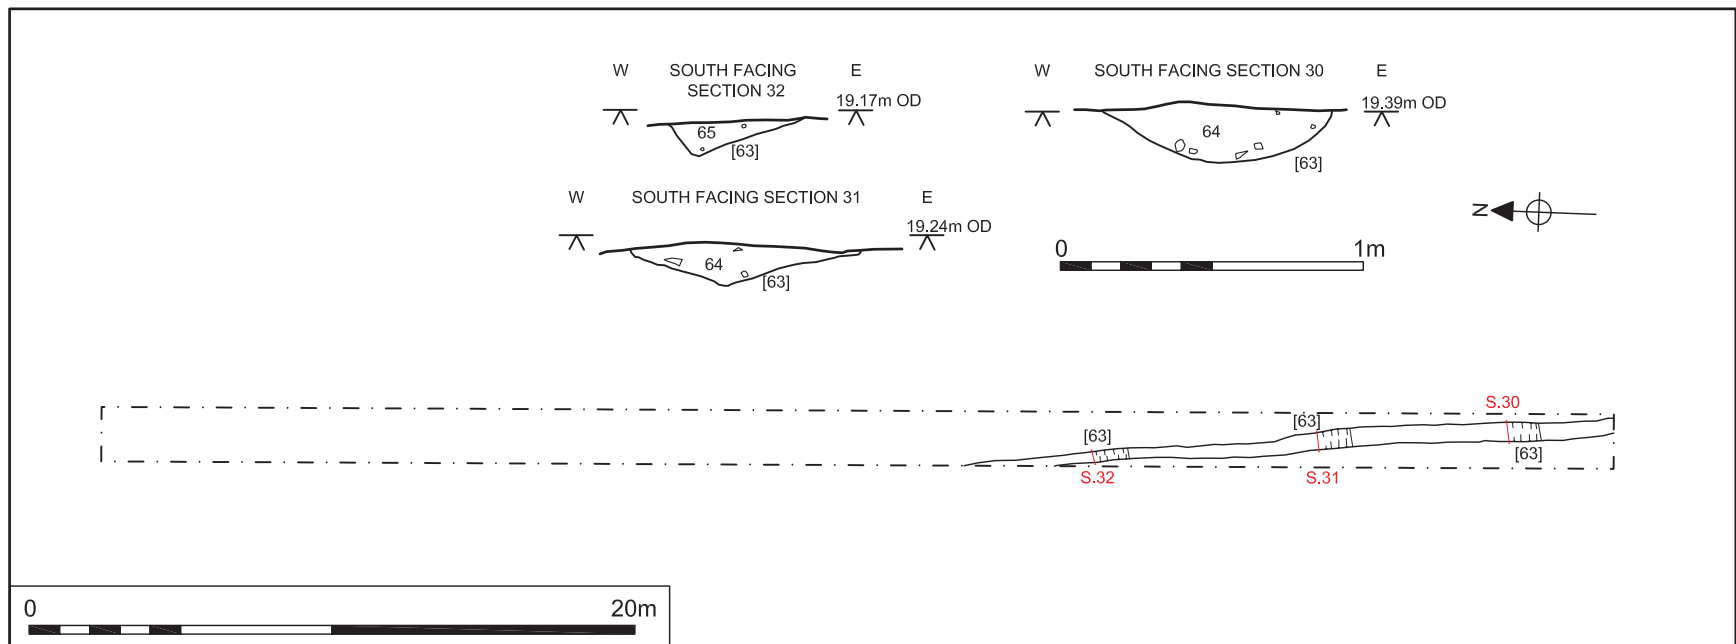 W SOUTH FACING E
SECTION 32
19.17m OD
65
[63]
W SOUTH FACING SECTION 30 E
19.39m OD
64
[63]
W SOUTH FACING SECTION 31 E
19.24m OD
64
[63]
N
0 1m
S.30
[63]
[63]
[63]
S.32
S.31
0 20m